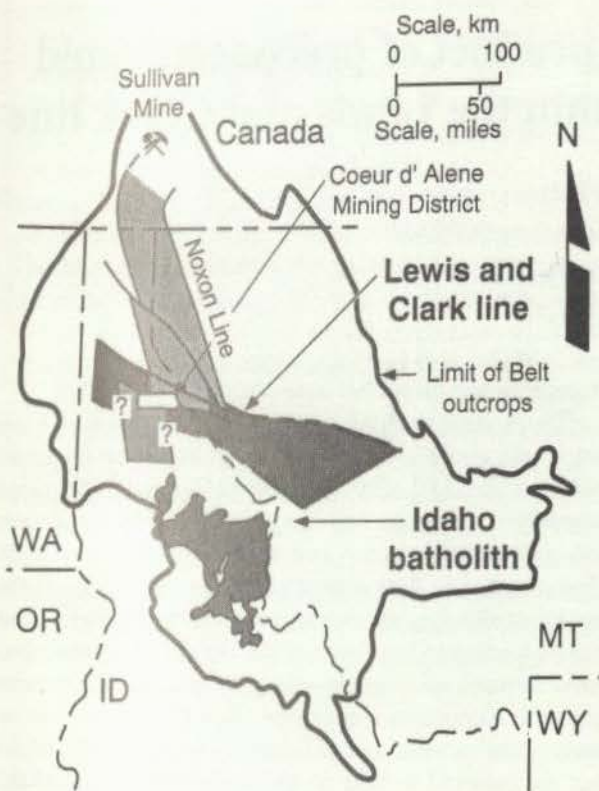 Scale, km
0 100
0 50
Scale, miles
Sullivan
Mine
Canada
N
Coeur d' Alene
Mining District
Noxon Line
Lewis and
Clark line
Limit of Belt
outcrops
?
?
Idaho
batholith
WA
OR
ID
MT
WY